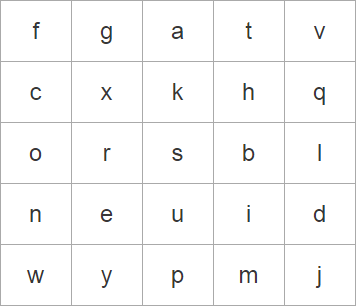 f g a t v
c x k h q
o r s b l
n e u i d
w y p m j